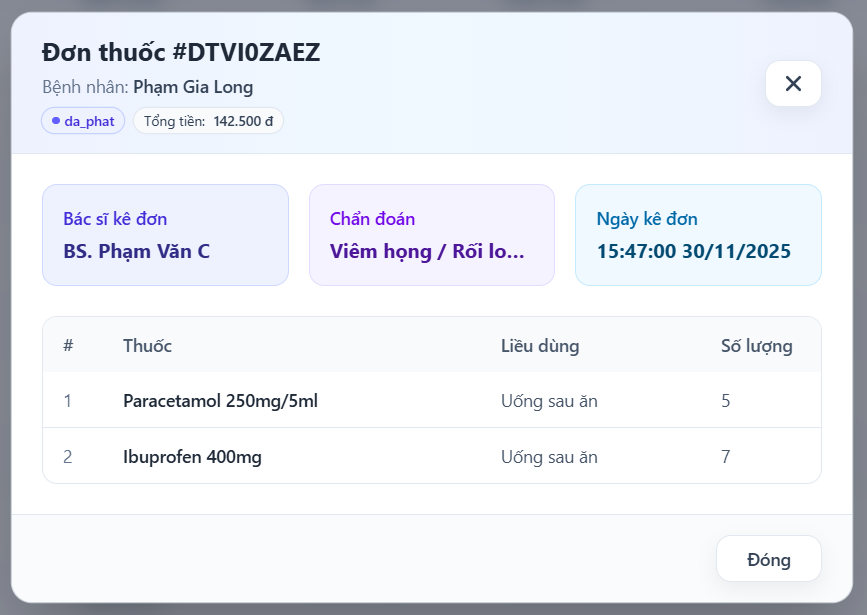 Đơn thuốc #DTVI0ZAEZ
Bệnh nhân: Phạm Gia Long
da_phat Tổng tiền: 142.500 đ
Bác sĩ kê đơn Chẩn đoán Ngày kê đơn
BS. Phạm Văn C Viêm họng / Rối lo... 15:47:00 30/11/2025
# Thuốc Liều dùng Số lượng
1 Paracetamol 250mg/5ml Uống sau ăn 5
2 Ibuprofen 400mg Uống sau ăn 7
Đóng